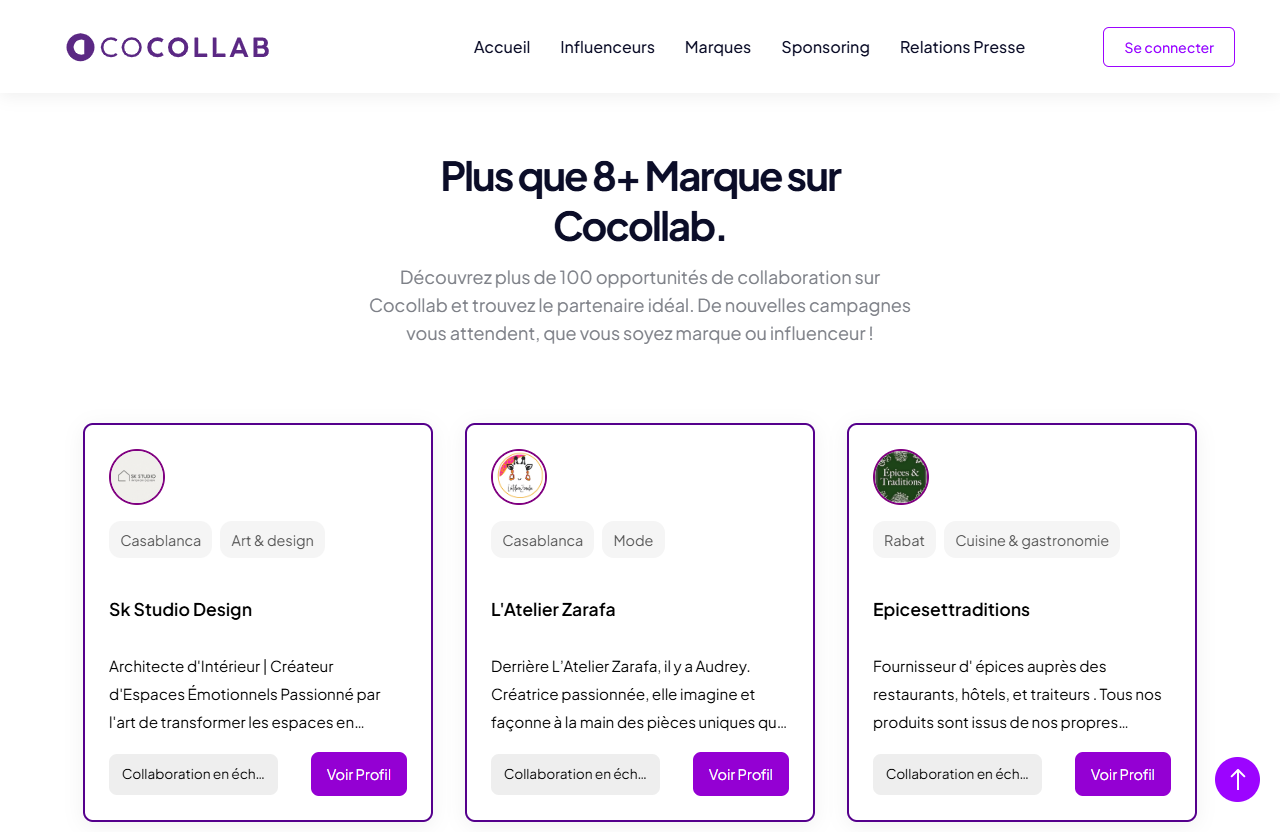 COCOLLAB
Accueil
Influenceurs
Marques
Sponsoring
Relations Presse
Se connecter
Plus que 8+ Marque sur
Cocollab.
Découvrez plus de 100 opportunités de collaboration sur
Cocollab et trouvez le partenaire idéal. De nouvelles campagnes
vous attendent, que vous soyez marque ou influenceur !
SK STUDIO
Casablanca
Art & design
Sk Studio Design
Architecte d'Intérieur | Créateur
d'Espaces Émotionnels Passionné par
l'art de transformer les espaces en...
Collaboration en éch...
Voir Profil
L'atelier Zarafa
Casablanca
Mode
L'Atelier Zarafa
Derrière L'Atelier Zarafa, il y a Audrey.
Créatrice passionnée, elle imagine et
façonne à la main des pièces uniques qu...
Collaboration en éch...
Voir Profil
Épices &
Traditions
Rabat
Cuisine & gastronomie
Epicesettraditions
Fournisseur d' épices auprès des
restaurants, hôtels, et traiteurs . Tous nos
produits sont issus de nos propres...
Collaboration en éch...
Voir Profil